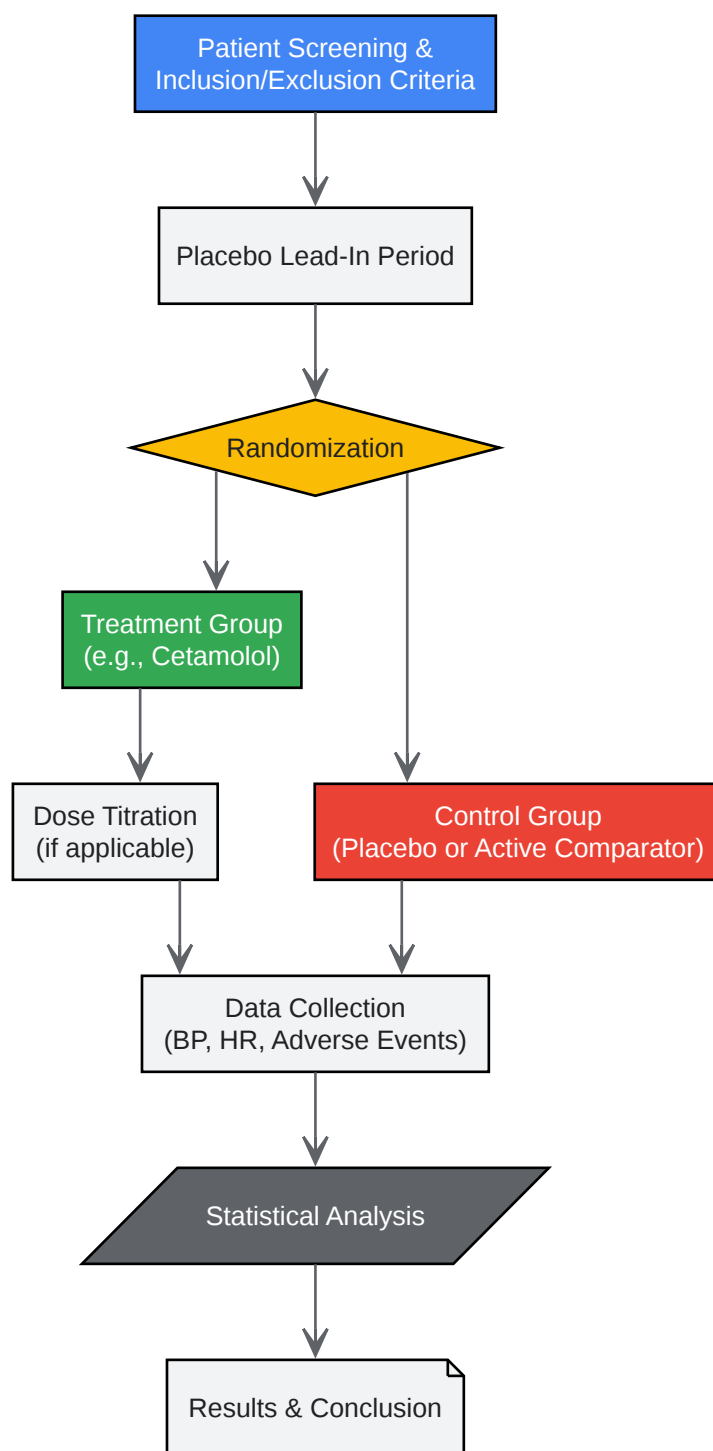 Patient Screening &
Inclusion/Exclusion Criteria
Placebo Lead-In Period
Randomization
Treatment Group
(e.g., Cetamolol)
Dose Titration
(if applicable)
Control Group
(Placebo or Active Comparator)
Data Collection
(BP, HR, Adverse Events)
Statistical Analysis
Results & Conclusion